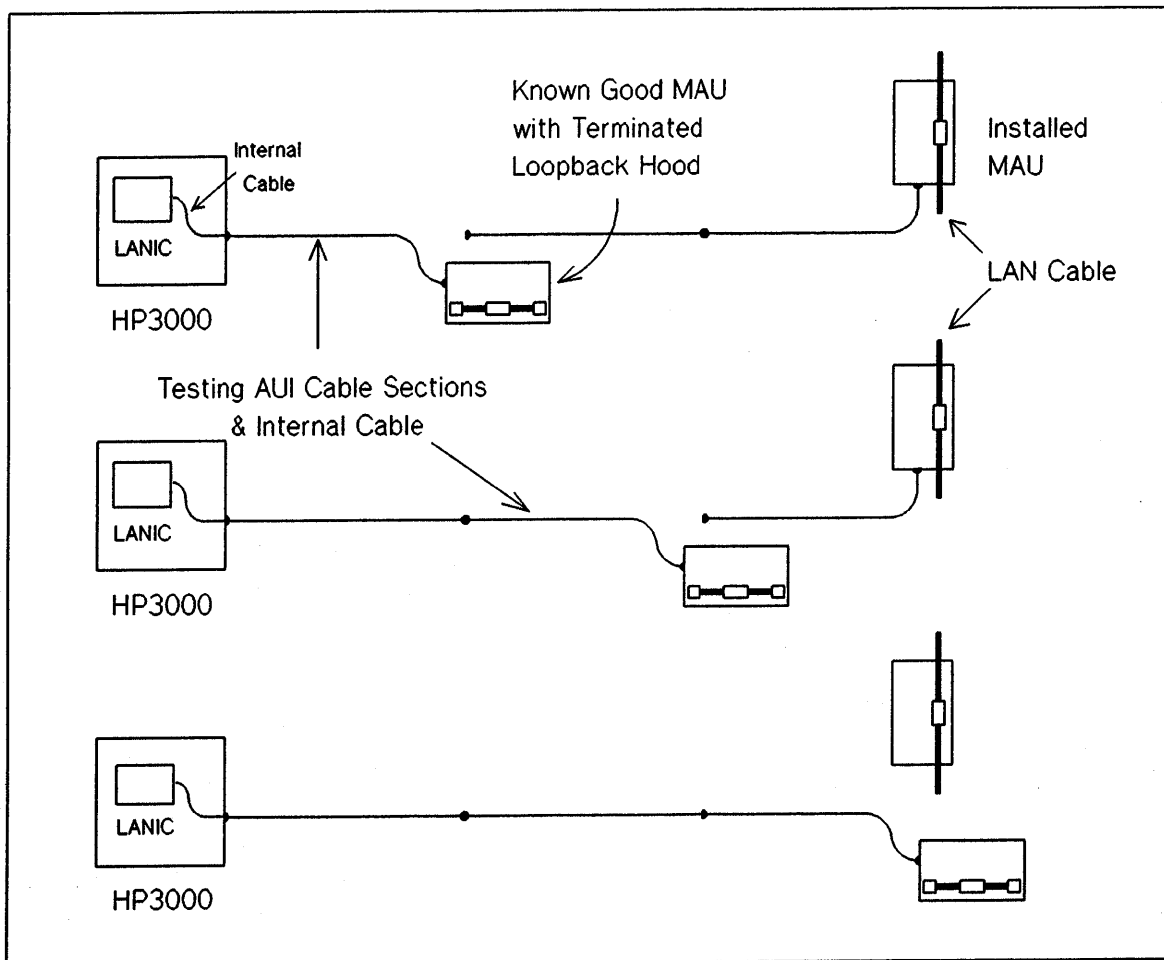 Known Good MAU
with Terminated
Loopback Hood
Installed
MAU
Internal
Cable
LANIC
HP3000
LAN Cable
Testing AUI Cable Sections
& Internal Cable
LANIC
HP3000
LANIC
HP3000